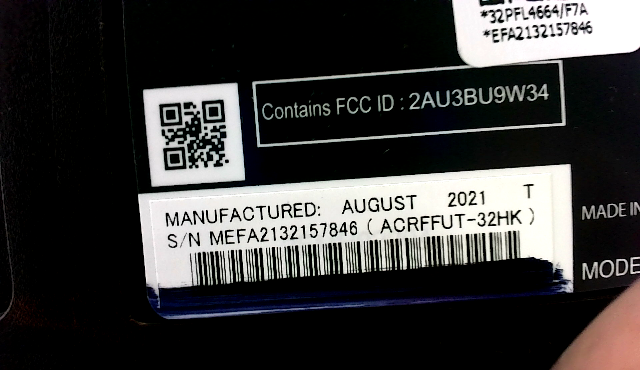 *32PFL4664/F7A
*EFA2132157846
Contains FCC ID : 2AU3BU9W34
MANUFACTURED: AUGUST 2021 T
S/N MEFA2132157846 ( ACRFFUT-32HK )
MADE IN
MODE